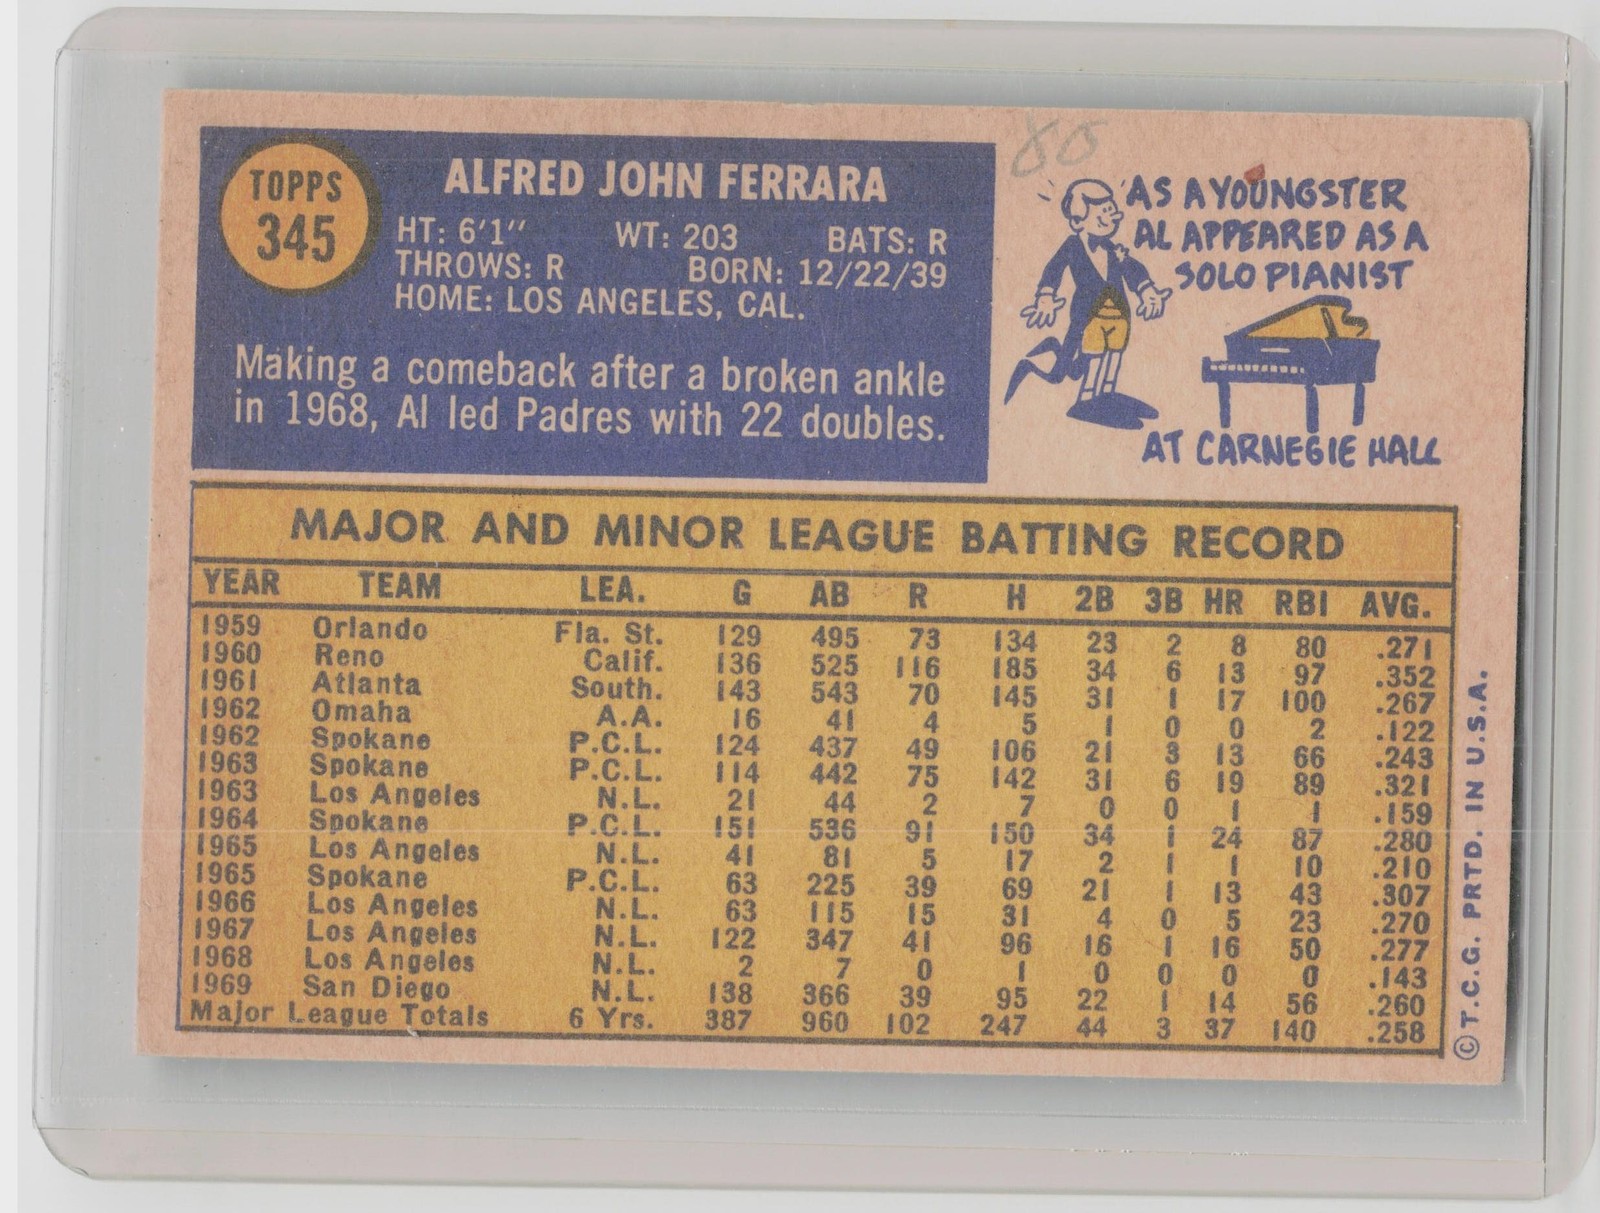 80
TOPPS
345
ALFRED JOHN FERRARA
HT: 6'1" WT: 203 BATS: R
THROWS: R BORN: 12/22/39
HOME: LOS ANGELES, CAL.
Making a comeback after a broken ankle
in 1968, Al led Padres with 22 doubles.
AS A YOUNGSTER
AL APPEARED AS A
SOLO PIANIST
AT CARNEGIE HALL
MAJOR AND MINOR LEAGUE BATTING RECORD
YEAR TEAM LEA. G AB R H 2B 3B HR RBI AVG.
1959 Orlando Fla. St. 129 495 73 134 23 2 8 80 .271
1960 Reno Calif. 136 525 116 185 34 6 13 97 .352
1961 Atlanta South. 143 543 70 145 31 1 17 100 .267
1962 Omaha A.A. 16 41 4 5 1 0 0 2 .122
1962 Spokane P.C.L. 124 437 49 106 21 3 13 66 .243
1963 Spokane P.C.L. 114 442 75 142 31 6 19 89 .321
1963 Los Angeles N.L. 21 44 2 7 0 0 1 1 .159
1964 Spokane P.C.L. 151 536 91 150 34 1 24 87 .280
1965 Los Angeles N.L. 41 81 5 17 2 1 1 10 .210
1965 Spokane P.C.L. 63 225 39 69 21 1 13 43 .307
1966 Los Angeles N.L. 63 115 15 31 4 0 5 23 .270
1967 Los Angeles N.L. 122 347 41 96 16 1 16 50 .277
1968 Los Angeles N.L. 2 7 0 1 0 0 0 0 .143
1969 San Diego N.L. 138 366 39 95 22 1 14 56 .260
Major League Totals 6 Yrs. 387 960 102 247 44 3 37 140 .258
© T.C.G. PRTD. IN U.S.A.